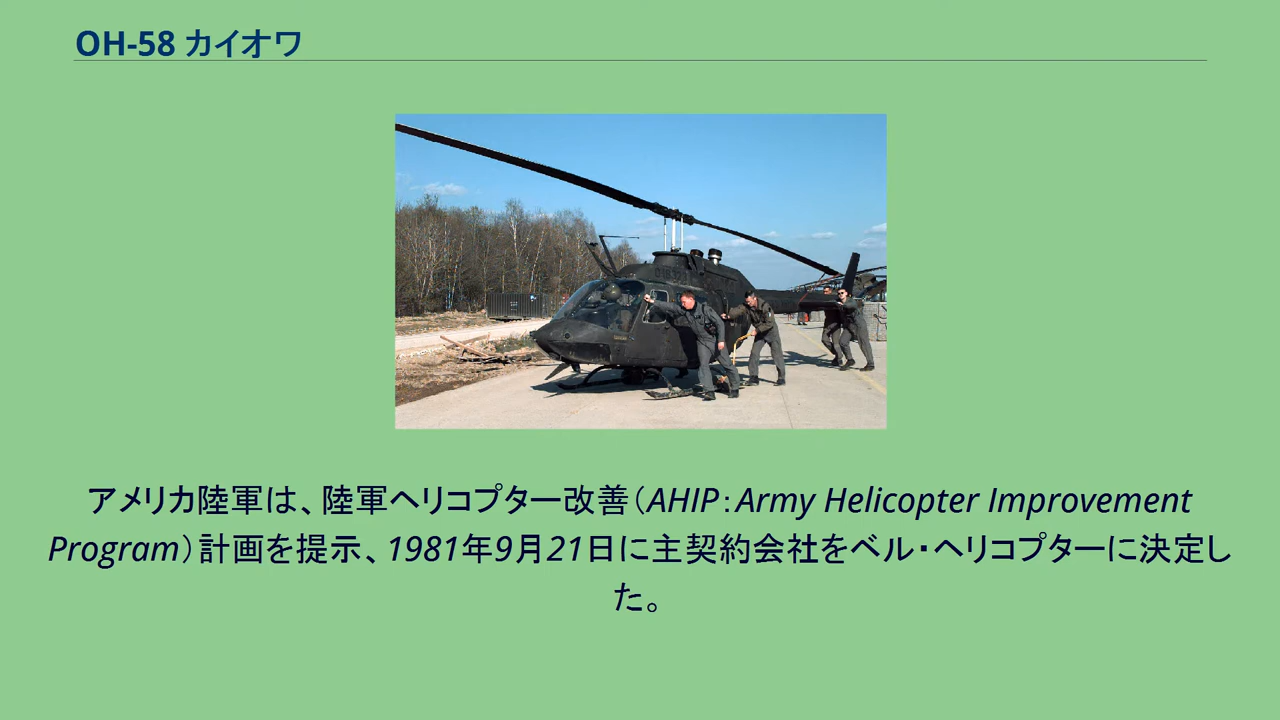 OH-58 カイオワ
アメリカ陸軍は、陸軍ヘリコプター改善（AHIP：Army Helicopter Improvement
Program）計画を提示、1981年9月21日に主契約会社をベル・ヘリコプターに決定し
た。